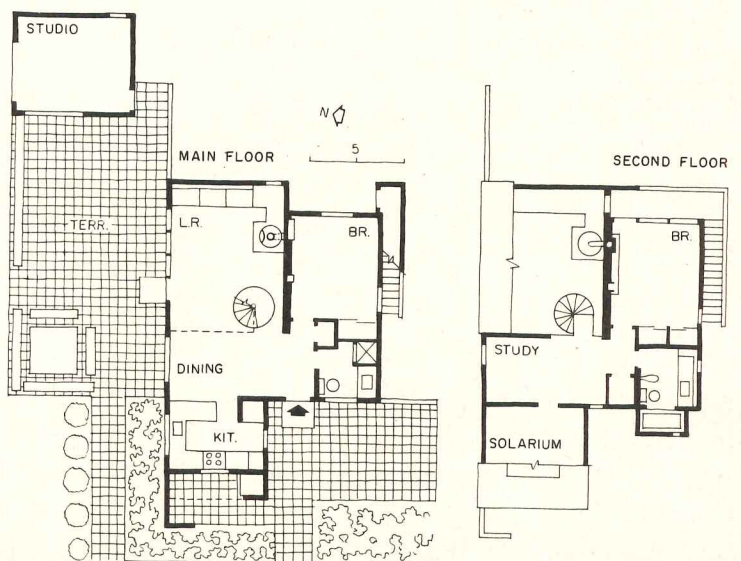 STUDIO
N
5
MAIN FLOOR
SECOND FLOOR
L.R.
TERR.
BR.
BR.
DINING
STUDY
KIT.
SOLARIUM